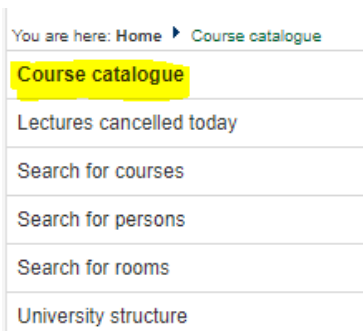 You are here: Home Course catalogue
Course catalogue
Lectures cancelled today
Search for courses
Search for persons
Search for rooms
University structure